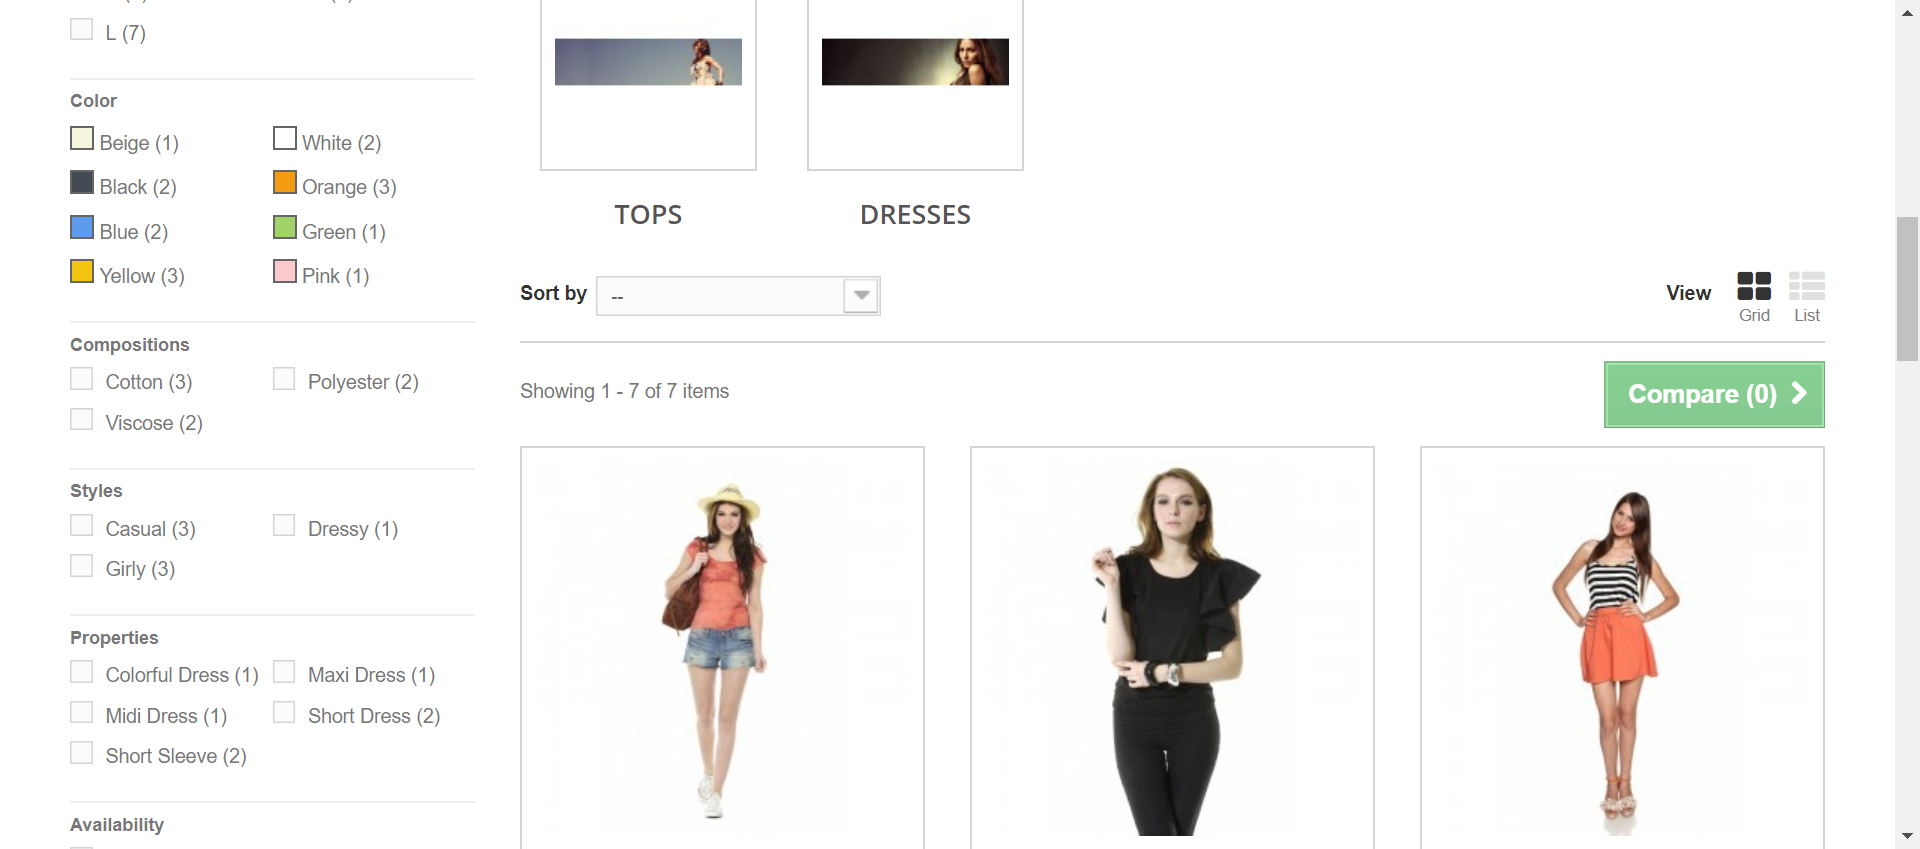 L (7)
Color
Beige (1)
White (2)
Black (2)
Orange (3)
Blue (2)
Green (1)
Yellow (3)
Pink (1)
Compositions
Cotton (3)
Polyester (2)
Viscose (2)
Styles
Casual (3)
Dressy (1)
Girly (3)
Properties
Colorful Dress (1)
Maxi Dress (1)
Midi Dress (1)
Short Dress (2)
Short Sleeve (2)
Availability
TOPS
DRESSES
Sort by
--
View
Grid
List
Showing 1 - 7 of 7 items
Compare (0)